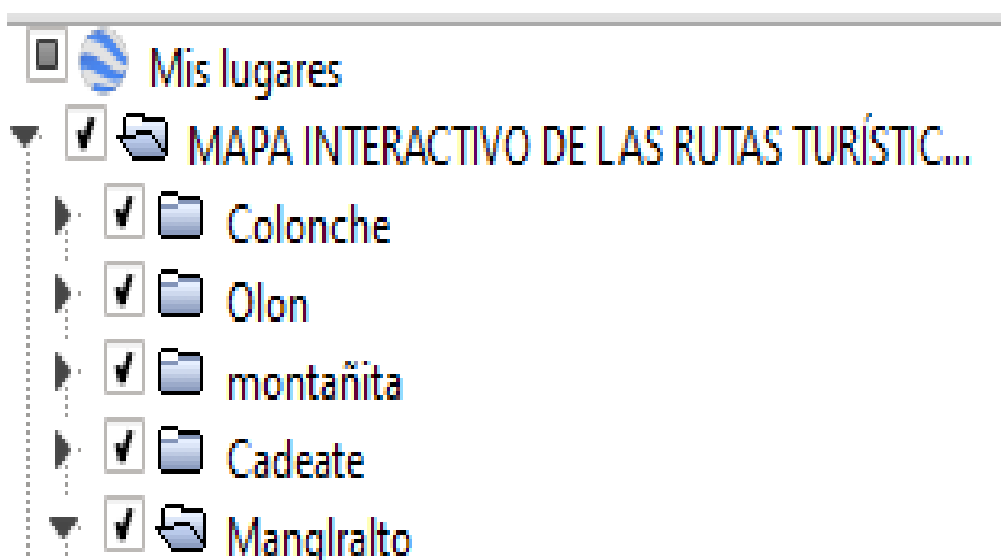 Mis lugares
MAPA INTERACTIVO DE LAS RUTAS TURÍSTIC...
Colonche
Olon
montañita
Cadeate
Manglralto